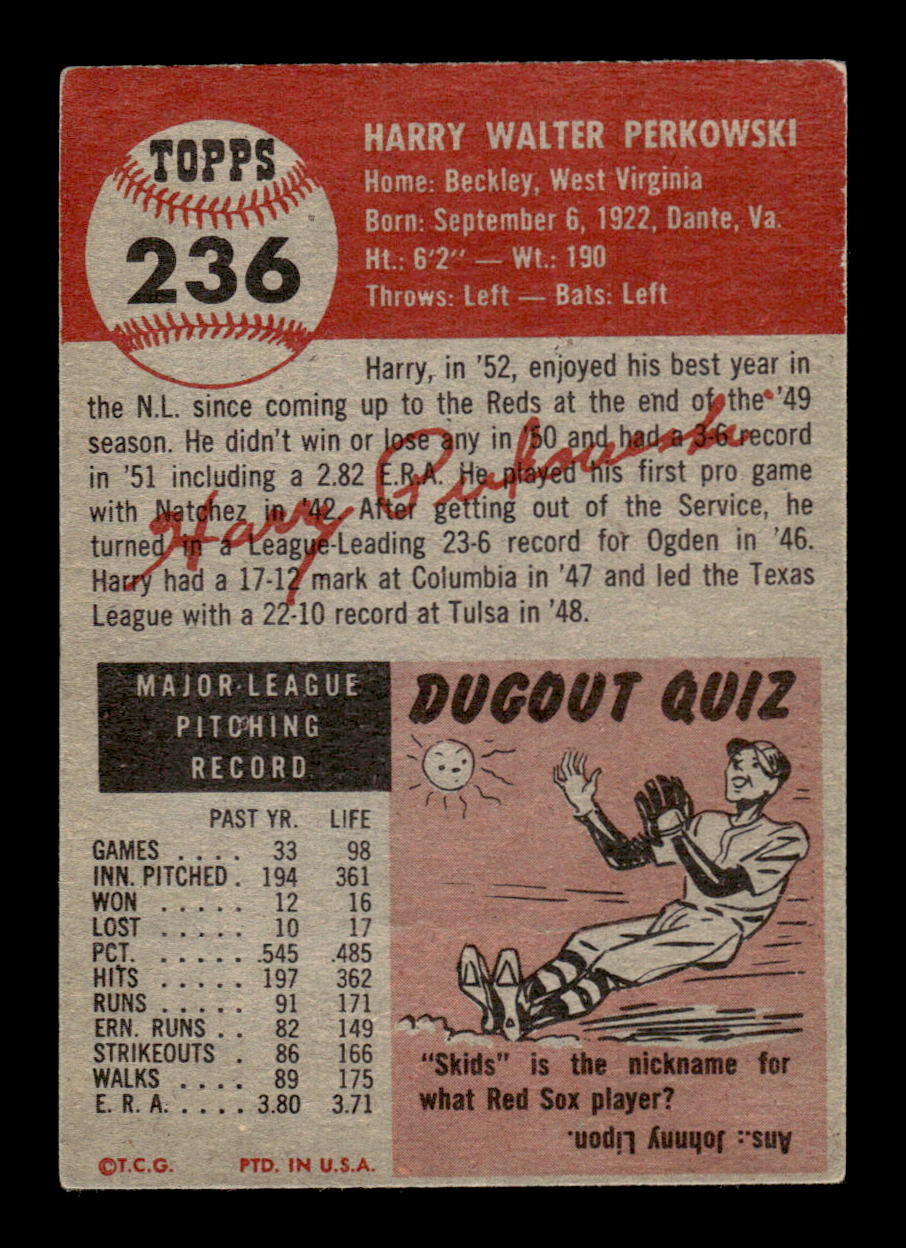 TOPPS
236
HARRY WALTER PERKOWSKI
Home: Beckley, West Virginia
Born: September 6, 1922, Dante, Va.
Ht.: 6'2" — Wt.: 190
Throws: Left — Bats: Left
Harry, in '52, enjoyed his best year in
the N.L. since coming up to the Reds at the end of the '49
season. He didn't win or lose any in '50 and had a 3-6 record
in '51 including a 2.82 E.R.A. He played his first pro game
with Natchez in '42. After getting out of the Service, he
turned in a League-Leading 23-6 record for Ogden in '46.
Harry had a 17-12 mark at Columbia in '47 and led the Texas
League with a 22-10 record at Tulsa in '48.
Harry Perkowski
MAJOR-LEAGUE
PITCHING
RECORD
PAST YR. LIFE
GAMES . . . . 33 98
INN. PITCHED . 194 361
WON . . . . . 12 16
LOST . . . . . 10 17
PCT. . . . . . .545 .485
HITS . . . . . 197 362
RUNS . . . . . 91 171
ERN. RUNS . . 82 149
STRIKEOUTS . 86 166
WALKS . . . . 89 175
E. R. A. . . . . 3.80 3.71
©T.C.G. PTD. IN U.S.A.
DUGOUT QUIZ
"Skids" is the nickname for
what Red Sox player?
Ans.: Johnny Lipon.